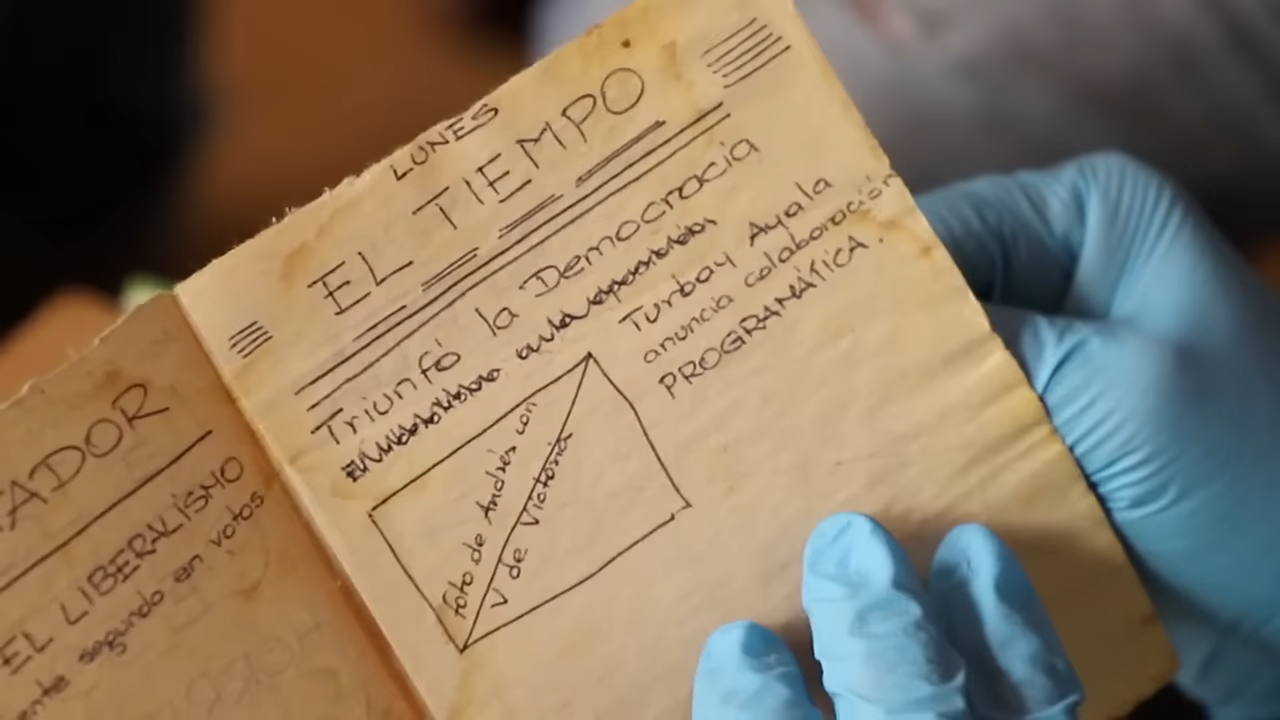 ADOR
EL LIBERALISMO
segundo en votos
LUNES
EL TIEMPO
Triunfó la Democracia
Turbay Ayala
anuncia colaboración
PROGRAMÁTICA.
Foto de Andrés con
V de Victoria